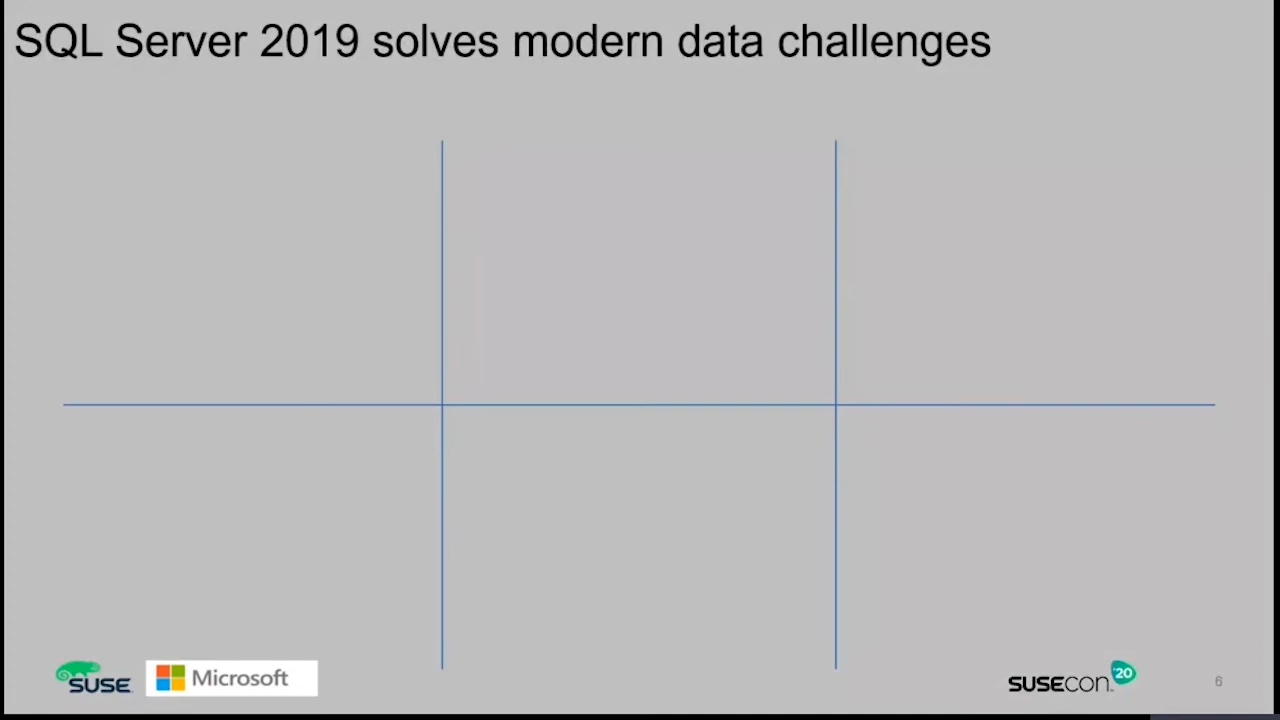 SQL Server 2019 solves modern data challenges
SUSE
Microsoft
SUSECON.
'20
6